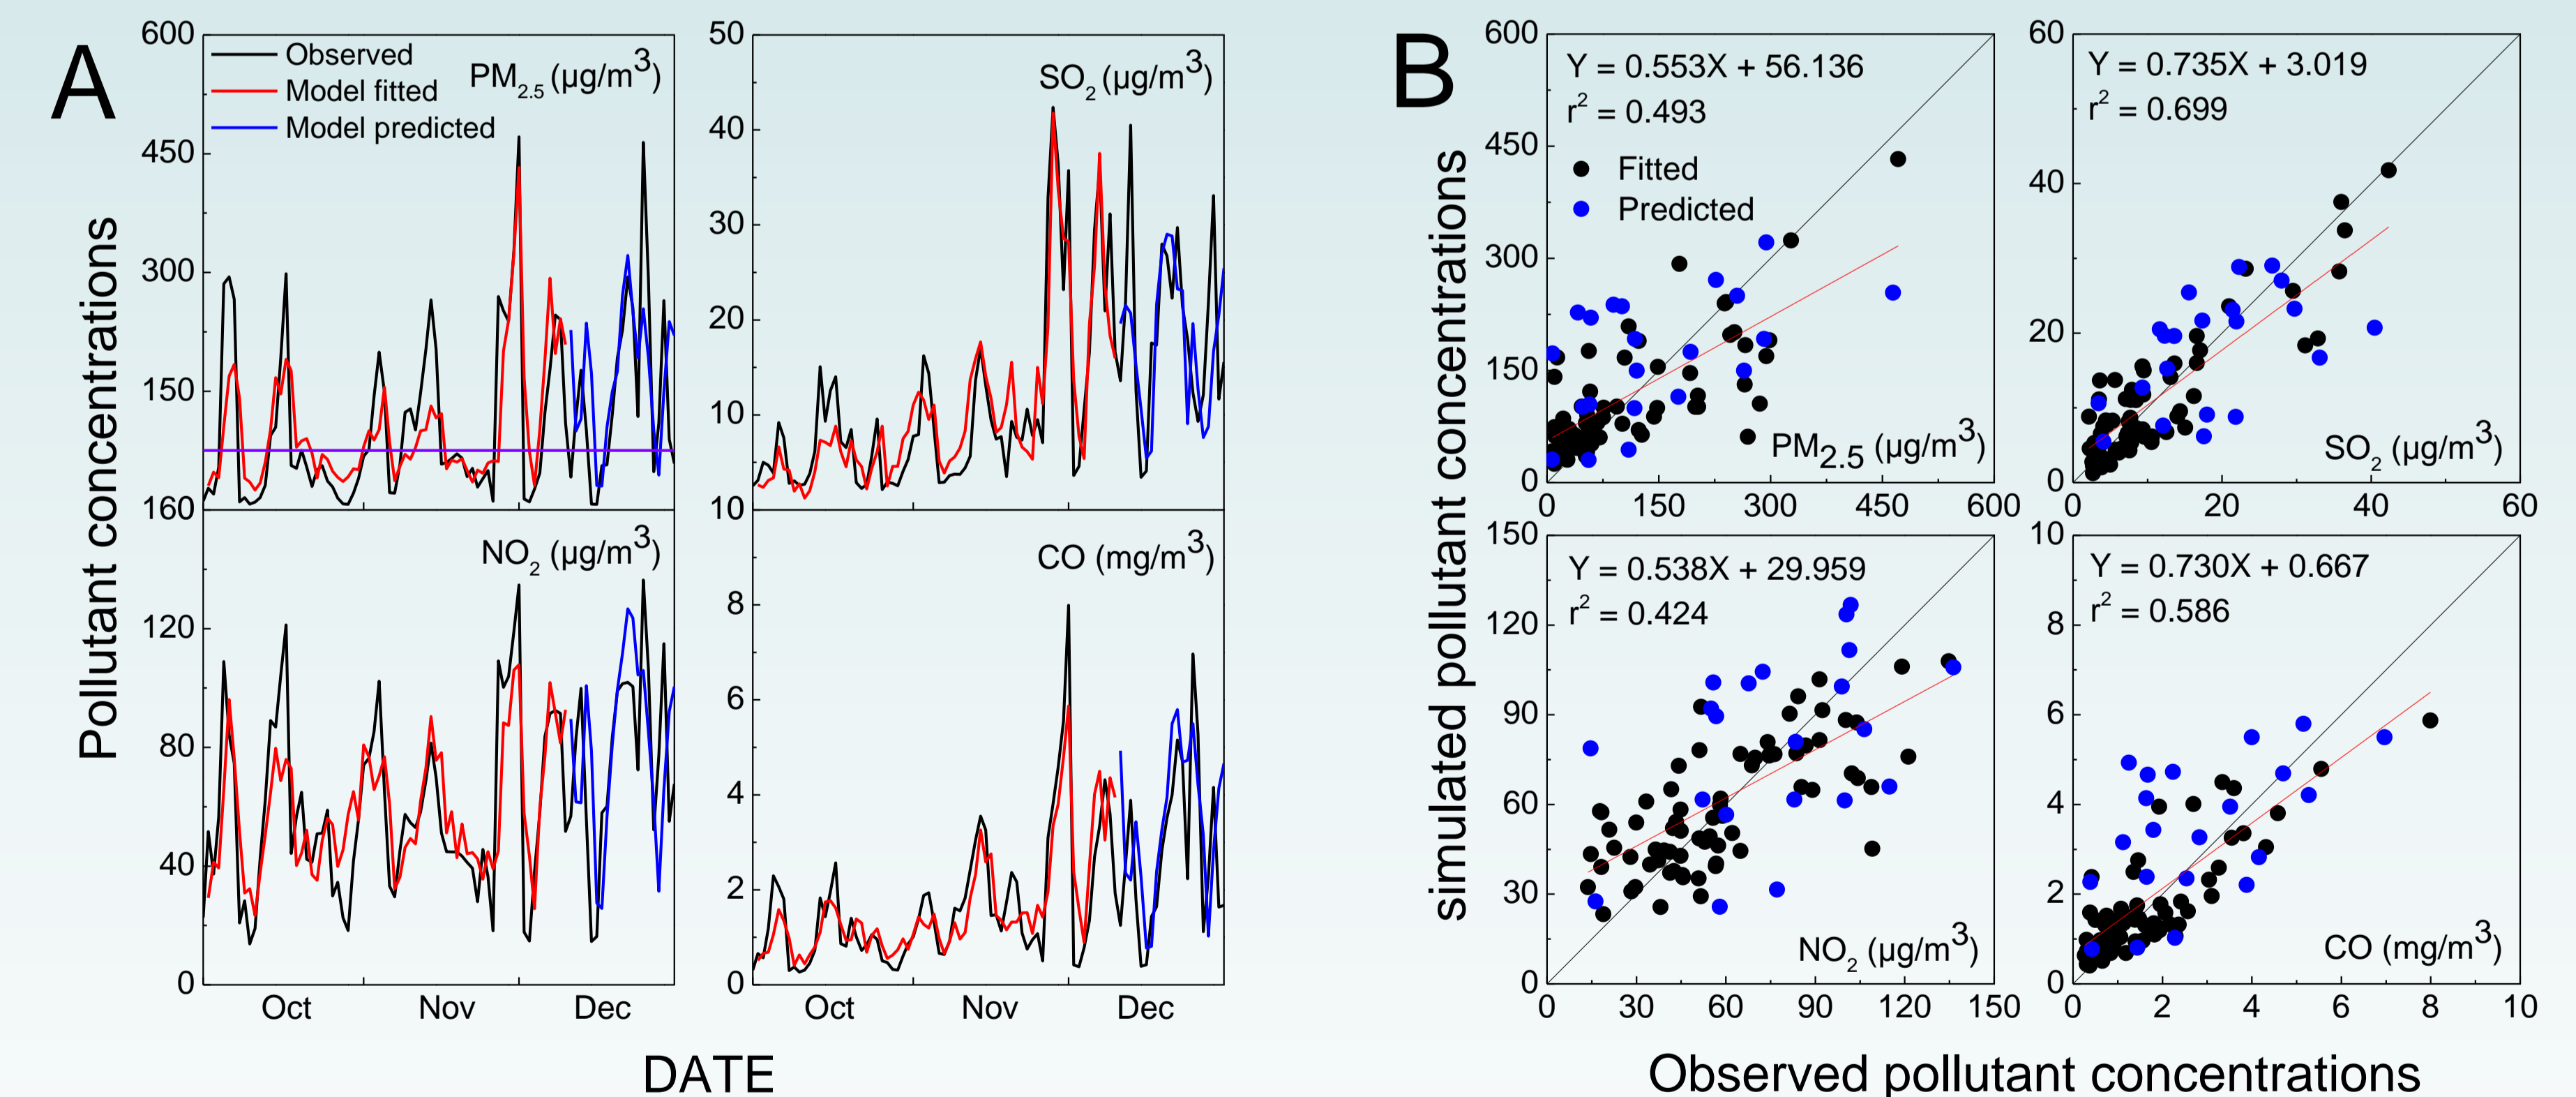 A
600
450
300
150
160
Observed
Model fitted
Model predicted
PM2.5 (μg/m3)
50
40
30
20
10
10
SO2 (μg/m3)
120
80
40
0
NO2 (μg/m3)
Oct
Nov
Dec
8
6
4
2
0
CO (mg/m3)
Oct
Nov
Dec
Pollutant concentrations
DATE
B
600
450
300
150
0
Y = 0.553X + 56.136
r2 = 0.493
Fitted
Predicted
PM2.5 (μg/m3)
0 150 300 450 600
60
40
20
0
Y = 0.735X + 3.019
r2 = 0.699
SO2 (μg/m3)
0 20 40 60
150
120
90
60
30
0
Y = 0.538X + 29.959
r2 = 0.424
NO2 (μg/m3)
0 30 60 90 120 150
10
8
6
4
2
0
Y = 0.730X + 0.667
r2 = 0.586
CO (mg/m3)
0 2 4 6 8 10
simulated pollutant concentrations
Observed pollutant concentrations